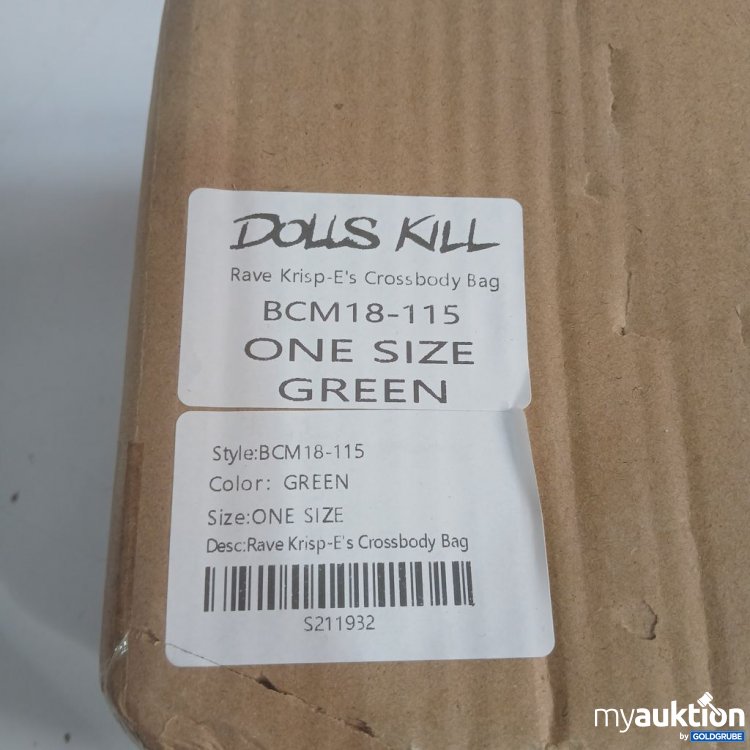 DOLLS KILL
Rave Krisp-E's Crossbody Bag
BCM18-115
ONE SIZE
GREEN
Style:BCM18-115
Color: GREEN
Size:ONE SIZE
Desc:Rave Krisp-E's Crossbody Bag
S211932
myauktion
by GOLDGRUBE